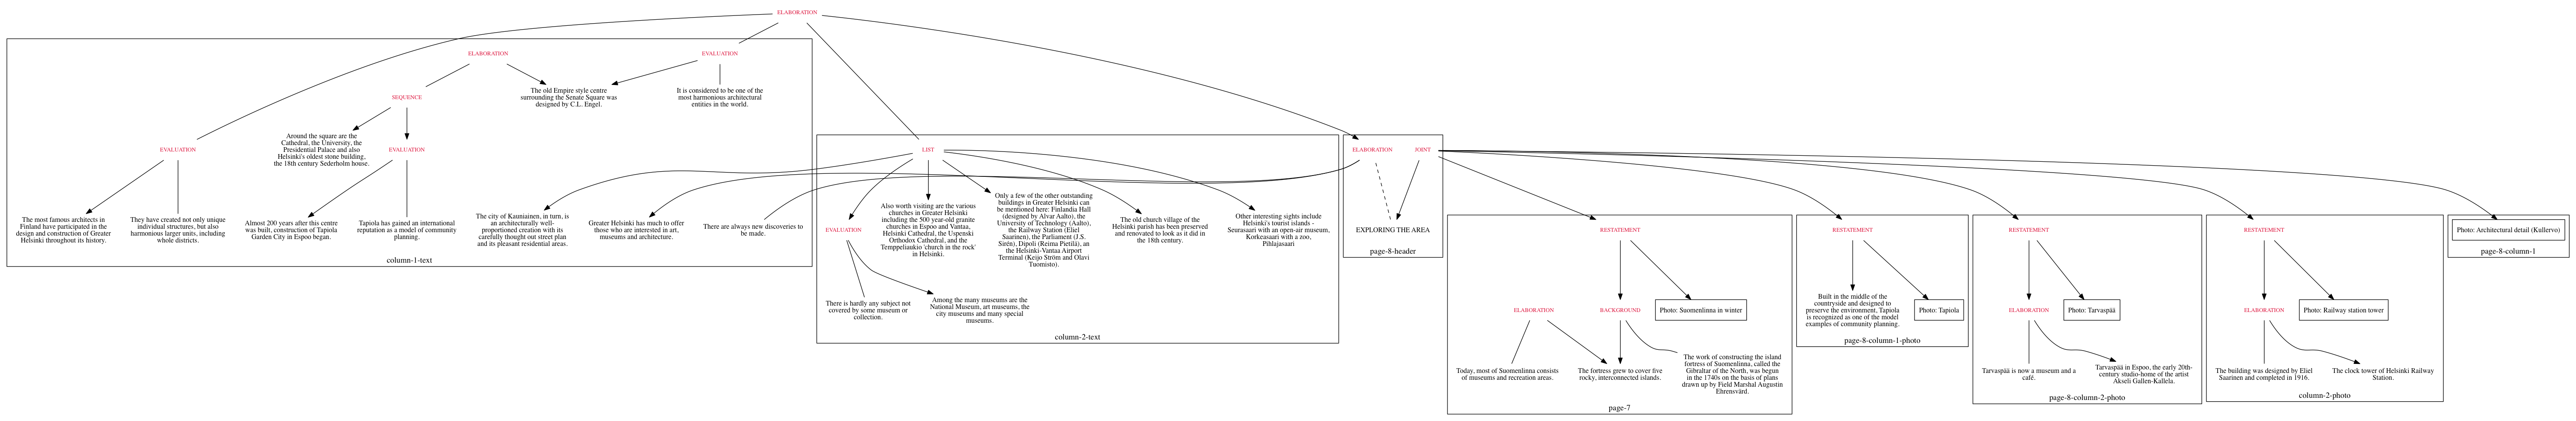 ELABORATION
ELABORATION
EVALUATION
The old Empire style centre
surrounding the Senate Square was
designed by C.L. Engel.
It is considered to be one of the
most harmonious architectural
entities in the world.
SEQUENCE
Around the square are the
Cathedral, the University, the
Presidential Palace and also
Helsinki's oldest stone building,
the 18th century Sederholm house.
EVALUATION
EVALUATION
The most famous architects in
Finland have participated in the
design and construction of Greater
Helsinki throughout its history.
They have created not only unique
individual structures, but also
harmonious larger units, including
whole districts.
Almost 200 years after this centre
was built, construction of Tapiola
Garden City in Espoo began.
Tapiola has gained an international
reputation as a model of community
planning.
The city of Kauniainen, in turn, is
an architecturally well-
proportioned creation with its
carefully thought out street plan
and its pleasant residential areas.
Greater Helsinki has much to offer
those who are interested in art,
museums and architecture.
There are always new discoveries to
be made.
column-1-text
LIST
EVALUATION
Also worth visiting are the various
churches in Greater Helsinki
including the 500 year-old granite
churches in Espoo and Vantaa,
Helsinki Cathedral, the Uspenski
Orthodox Cathedral, and the
Temppeliaukio 'church in the rock'
in Helsinki.
Only a few of the other outstanding
buildings in Greater Helsinki can
be mentioned here: Finlandia Hall
(designed by Alvar Aalto), the
University of Technology (Aalto),
the Railway Station (Eliel
Saarinen), the Parliament (J.S.
Sirén), Dipoli (Reima Pietilä), an
the Helsinki-Vantaa Airport
Terminal (Keijo Ström and Olavi
Tuomisto).
The old church village of the
Helsinki parish has been preserved
and renovated to look as it did in
the 18th century.
Other interesting sights include
Helsinki's tourist islands -
Seurasaari with an open-air museum,
Korkeasaari with a zoo,
Pihlajasaari
There is hardly any subject not
covered by some museum or
collection.
Among the many museums are the
National Museum, art museums, the
city museums and many special
museums.
column-2-text
ELABORATION
JOINT
EXPLORING THE AREA
page-8-header
RESTATEMENT
ELABORATION
BACKGROUND
Photo: Suomenlinna in winter
Today, most of Suomenlinna consists
of museums and recreation areas.
The fortress grew to cover five
rocky, interconnected islands.
The work of constructing the island
fortress of Suomenlinna, called the
Gibraltar of the North, was begun
in the 1740s on the basis of plans
drawn up by Field Marshal Augustin
Ehrensvärd.
page-7
RESTATEMENT
Built in the middle of the
countryside and designed to
preserve the environment, Tapiola
is recognized as one of the model
examples of community planning.
Photo: Tapiola
page-8-column-1-photo
RESTATEMENT
ELABORATION
Photo: Tarvaspää
Tarvaspää is now a museum and a
café.
Tarvaspää in Espoo, the early 20th-
century studio-home of the artist
Akseli Gallen-Kallela.
page-8-column-2-photo
RESTATEMENT
ELABORATION
Photo: Railway station tower
The building was designed by Eliel
Saarinen and completed in 1916.
The clock tower of Helsinki Railway
Station.
column-2-photo
Photo: Architectural detail (Kullervo)
page-8-column-1